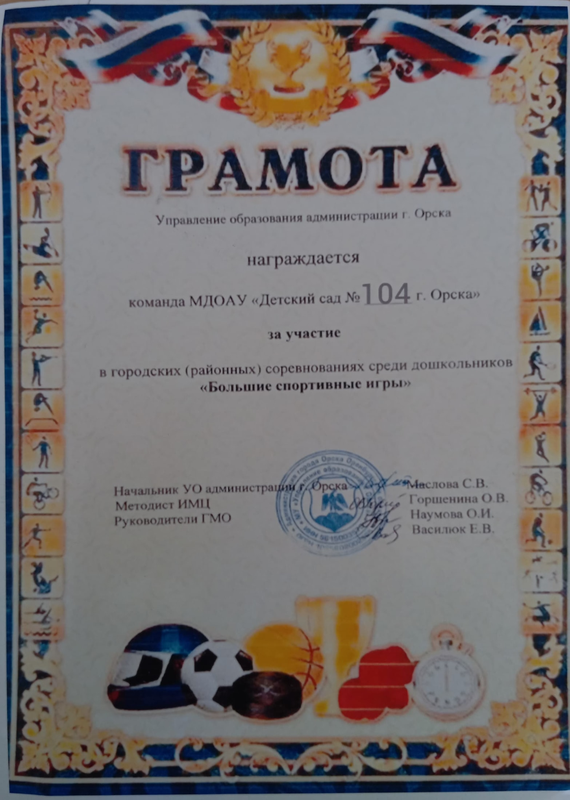 ГРАМОТА
Управление образования администрации г. Орска
награждается
команда МДОАУ «Детский сад №104 г. Орска»
за участие
в городских (районных) соревнованиях среди дошкольников
«Большие спортивные игры»
Начальник УО администрации г. Орска Маслова С.В.
Методист ИМЦ Горшенина О.В.
Руководители ГМО Наумова О.И.
Василюк Е.В.